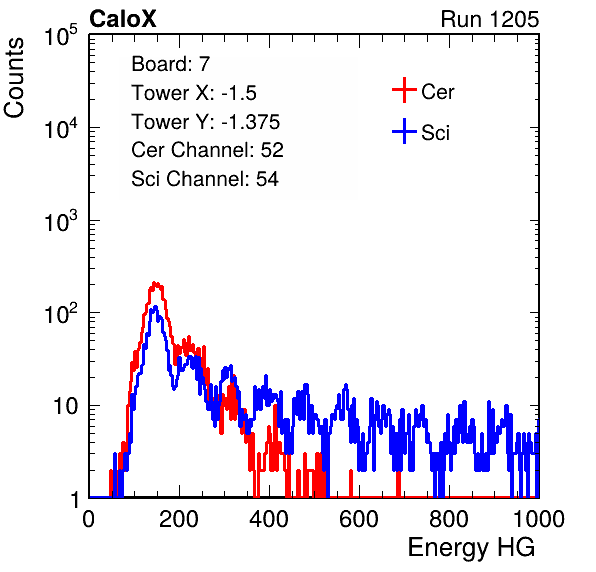 CaloX Run 1205
Counts
10^5
10^4
10^3
10^2
10
1
Board: 7
Tower X: -1.5
Tower Y: -1.375
Cer Channel: 52
Sci Channel: 54
Cer
Sci
0 200 400 600 800 1000
Energy HG